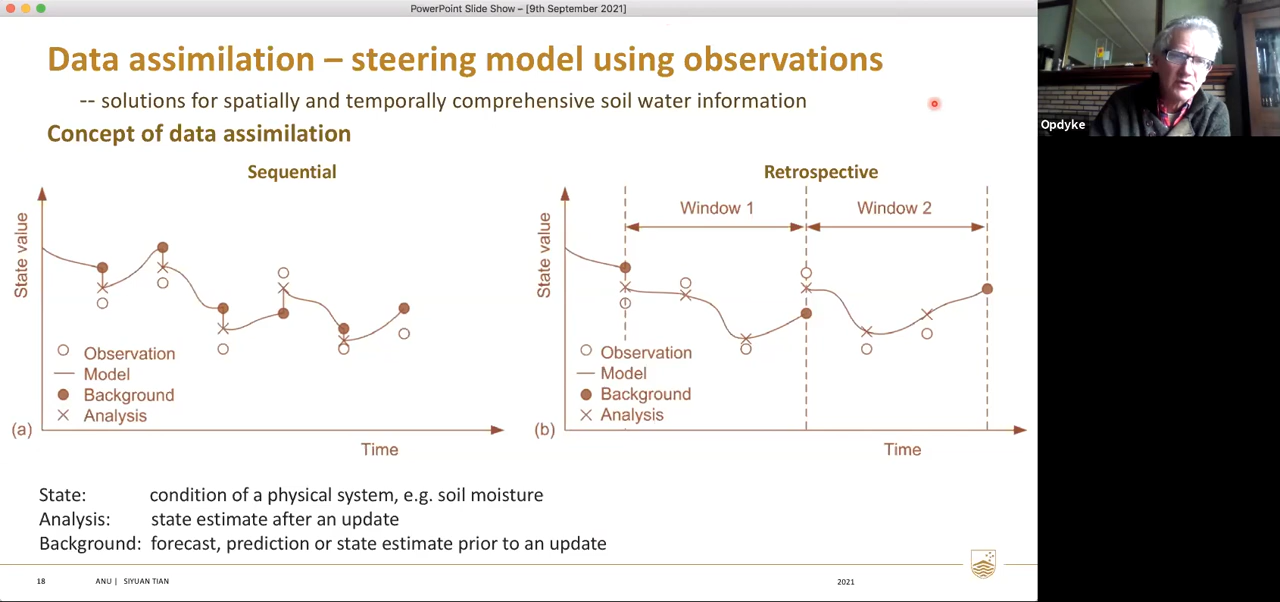 PowerPoint Slide Show – [9th September 2021]
Data assimilation – steering model using observations
-- solutions for spatially and temporally comprehensive soil water information
Concept of data assimilation
Opdyke
Sequential
State value
Observation
Model
Background
Analysis
(a)
Time
Retrospective
Window 1
Window 2
State value
Observation
Model
Background
Analysis
(b)
Time
State: condition of a physical system, e.g. soil moisture
Analysis: state estimate after an update
Background: forecast, prediction or state estimate prior to an update
18 ANU | SIYUAN TIAN 2021